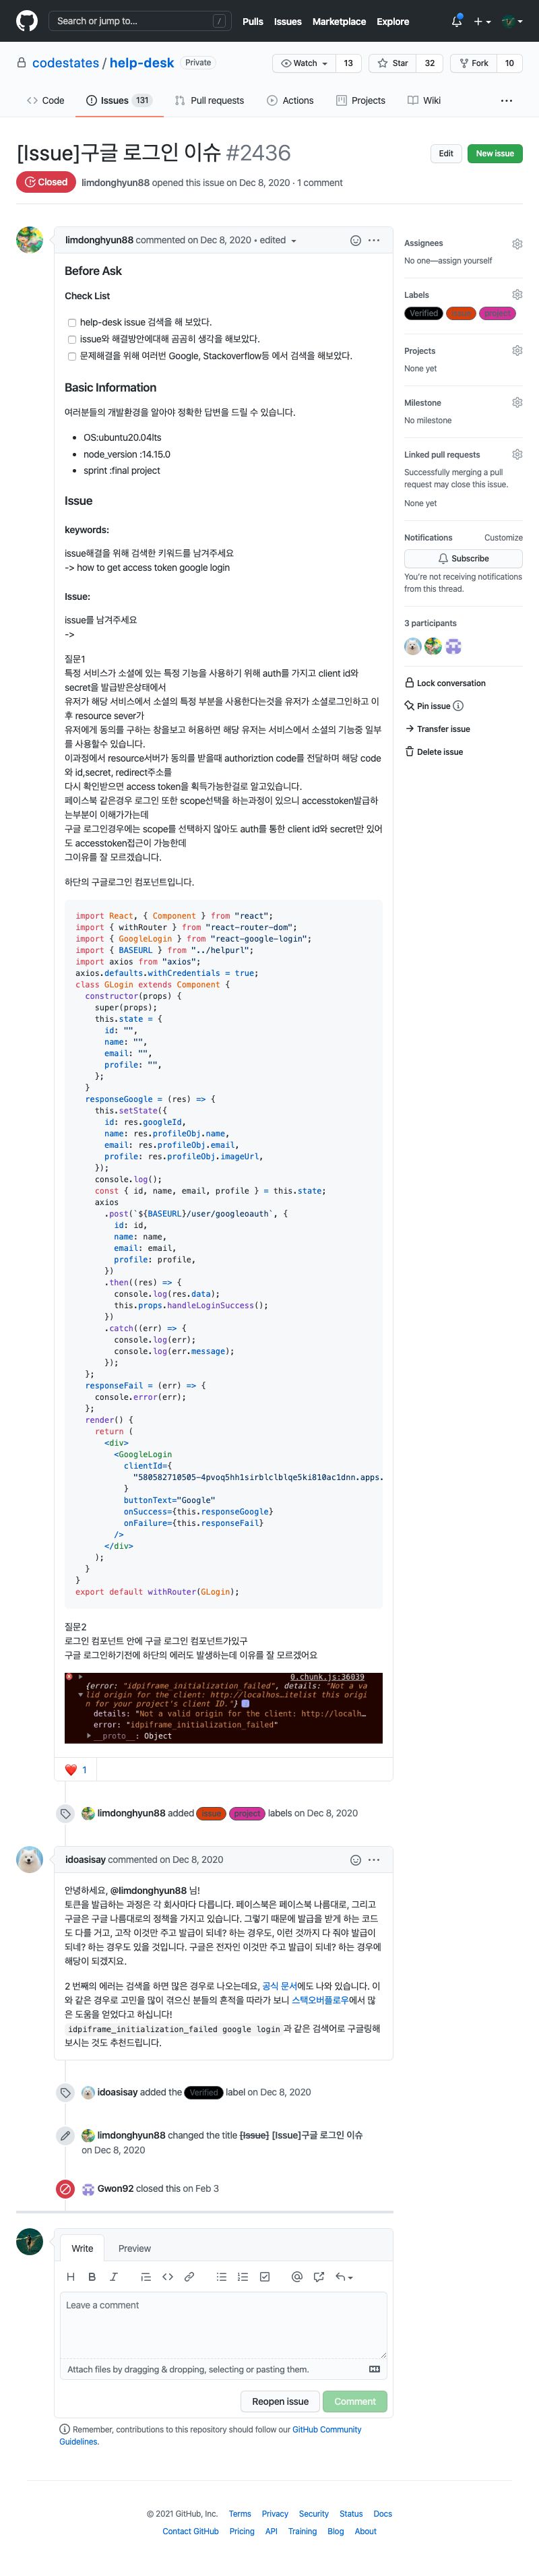 Search or jump to...
/
Pulls Issues Marketplace Explore
codestates / help-desk Private
Watch 13 Star 32 Fork 10
Code Issues 131 Pull requests Actions Projects Wiki
[Issue]구글 로그인 이슈 #2436
Edit New issue
Closed limdonghyun88 opened this issue on Dec 8, 2020 · 1 comment
limdonghyun88 commented on Dec 8, 2020 • edited
Before Ask
Check List
help-desk issue 검색을 해 보았다.
issue와 해결방안에대해 곰곰히 생각을 해보았다.
문제해결을 위해 여러번 Google, Stackoverflow등 에서 검색을 해보았다.
Basic Information
여러분들의 개발환경을 알아야 정확한 답변을 드릴 수 있습니다.
OS:ubuntu20.04lts
node_version :14.15.0
sprint :final project
Issue
keywords:
issue해결을 위해 검색한 키워드를 남겨주세요
-> how to get access token google login
Issue:
issue를 남겨주세요
->
질문1
특정 서비스가 소셜에 있는 특정 기능을 사용하기 위해 auth를 가지고 client id와
secret을 발급받은상태에서
유저가 해당 서비스에서 소셜의 특정 부분을 사용한다는것을 유저가 소셜로그인하고 이
후 resource sever가
유저에게 동의를 구하는 창을보고 허용하면 해당 유저는 서비스에서 소셜의 기능중 일부
를 사용할수 있습니다.
이과정에서 resource서버가 동의를 받을때 authoriztion code를 전달하며 해당 code
와 id,secret, redirect주소를
다시 확인받으면 access token을 획득가능한걸로 알고있습니다.
페이스북 같은경우 로그인 또한 scope선택을 하는과정이 있으니 accesstoken발급하
는부분이 이해가가는데
구글 로그인경우에는 scope를 선택하지 않아도 auth를 통한 client id와 secret만 있어
도 accesstoken접근이 가능한데
그이유를 잘 모르겠습니다.
하단의 구글로그인 컴포넌트입니다.
import React, { Component } from "react";
import { withRouter } from "react-router-dom";
import { GoogleLogin } from "react-google-login";
import { BASEURL } from "../helpurl";
import axios from "axios";
axios.defaults.withCredentials = true;
class GLogin extends Component {
constructor(props) {
super(props);
this.state = {
id: "",
name: "",
email: "",
profile: "",
};
}
responseGoogle = (res) => {
this.setState({
id: res.googleId,
name: res.profileObj.name,
email: res.profileObj.email,
profile: res.profileObj.imageUrl,
});
console.log();
const { id, name, email, profile } = this.state;
axios
.post(`${BASEURL}/user/googleoauth`, {
id: id,
name: name,
email: email,
profile: profile,
})
.then((res) => {
console.log(res.data);
this.props.handleLoginSuccess();
})
.catch((err) => {
console.log(err);
console.log(err.message);
});
};
responseFail = (err) => {
console.error(err);
};
render() {
return (
<div>
<GoogleLogin
clientId={
"580582710505-4pvoq5hh1sirblclblqe5ki810ac1dnn.apps.
}
buttonText="Google"
onSuccess={this.responseGoogle}
onFailure={this.responseFail}
/>
</div>
);
}
}
export default withRouter(GLogin);
질문2
로그인 컴포넌트 안에 구글 로그인 컴포넌트가있구
구글 로그인하기전에 하단의 에러도 발생하는데 이유를 잘 모르겠어요
0.chunk.js:36039
{error: "idpiframe_initialization_failed", details: "Not a va
lid origin for the client: http://localhos…itelist this origi
n for your project's client ID."}
details: "Not a valid origin for the client: http://localh…
error: "idpiframe_initialization_failed"
__proto__: Object
1
limdonghyun88 added issue project labels on Dec 8, 2020
idoasisay commented on Dec 8, 2020
안녕하세요, @limdonghyun88 님!
토큰을 발급하는 과정은 각 회사마다 다릅니다. 페이스북은 페이스북 나름대로, 그리고
구글은 구글 나름대로의 정책을 가지고 있습니다. 그렇기 때문에 발급을 받게 하는 코드
도 다를 거고, 고작 이것만 주고 발급이 되네? 하는 경우도, 이런 것까지 다 줘야 발급이
되네? 하는 경우도 있을 것입니다. 구글은 전자인 이것만 주고 발급이 되네? 하는 경우에
해당이 되겠지요.
2 번째의 에러는 검색을 하면 많은 경우로 나오는데요, 공식 문서에도 나와 있습니다. 이
와 같은 경우로 고민을 많이 겪으신 분들의 흔적을 따라가 보니 스택오버플로우에서 많
은 도움을 얻었다고 하십니다!
idpiframe_initialization_failed google login 과 같은 검색어로 구글링해
보시는 것도 추천드립니다.
idoasisay added the Verified label on Dec 8, 2020
limdonghyun88 changed the title [Issue] [Issue]구글 로그인 이슈
on Dec 8, 2020
Gwon92 closed this on Feb 3
Write Preview
Leave a comment
Attach files by dragging & dropping, selecting or pasting them.
Reopen issue Comment
Remember, contributions to this repository should follow our GitHub Community
Guidelines.
Assignees
No one—assign yourself
Labels
Verified issue project
Projects
None yet
Milestone
No milestone
Linked pull requests
Successfully merging a pull
request may close this issue.
None yet
Notifications Customize
Subscribe
You're not receiving notifications
from this thread.
3 participants
Lock conversation
Pin issue
Transfer issue
Delete issue
© 2021 GitHub, Inc. Terms Privacy Security Status Docs
Contact GitHub Pricing API Training Blog About